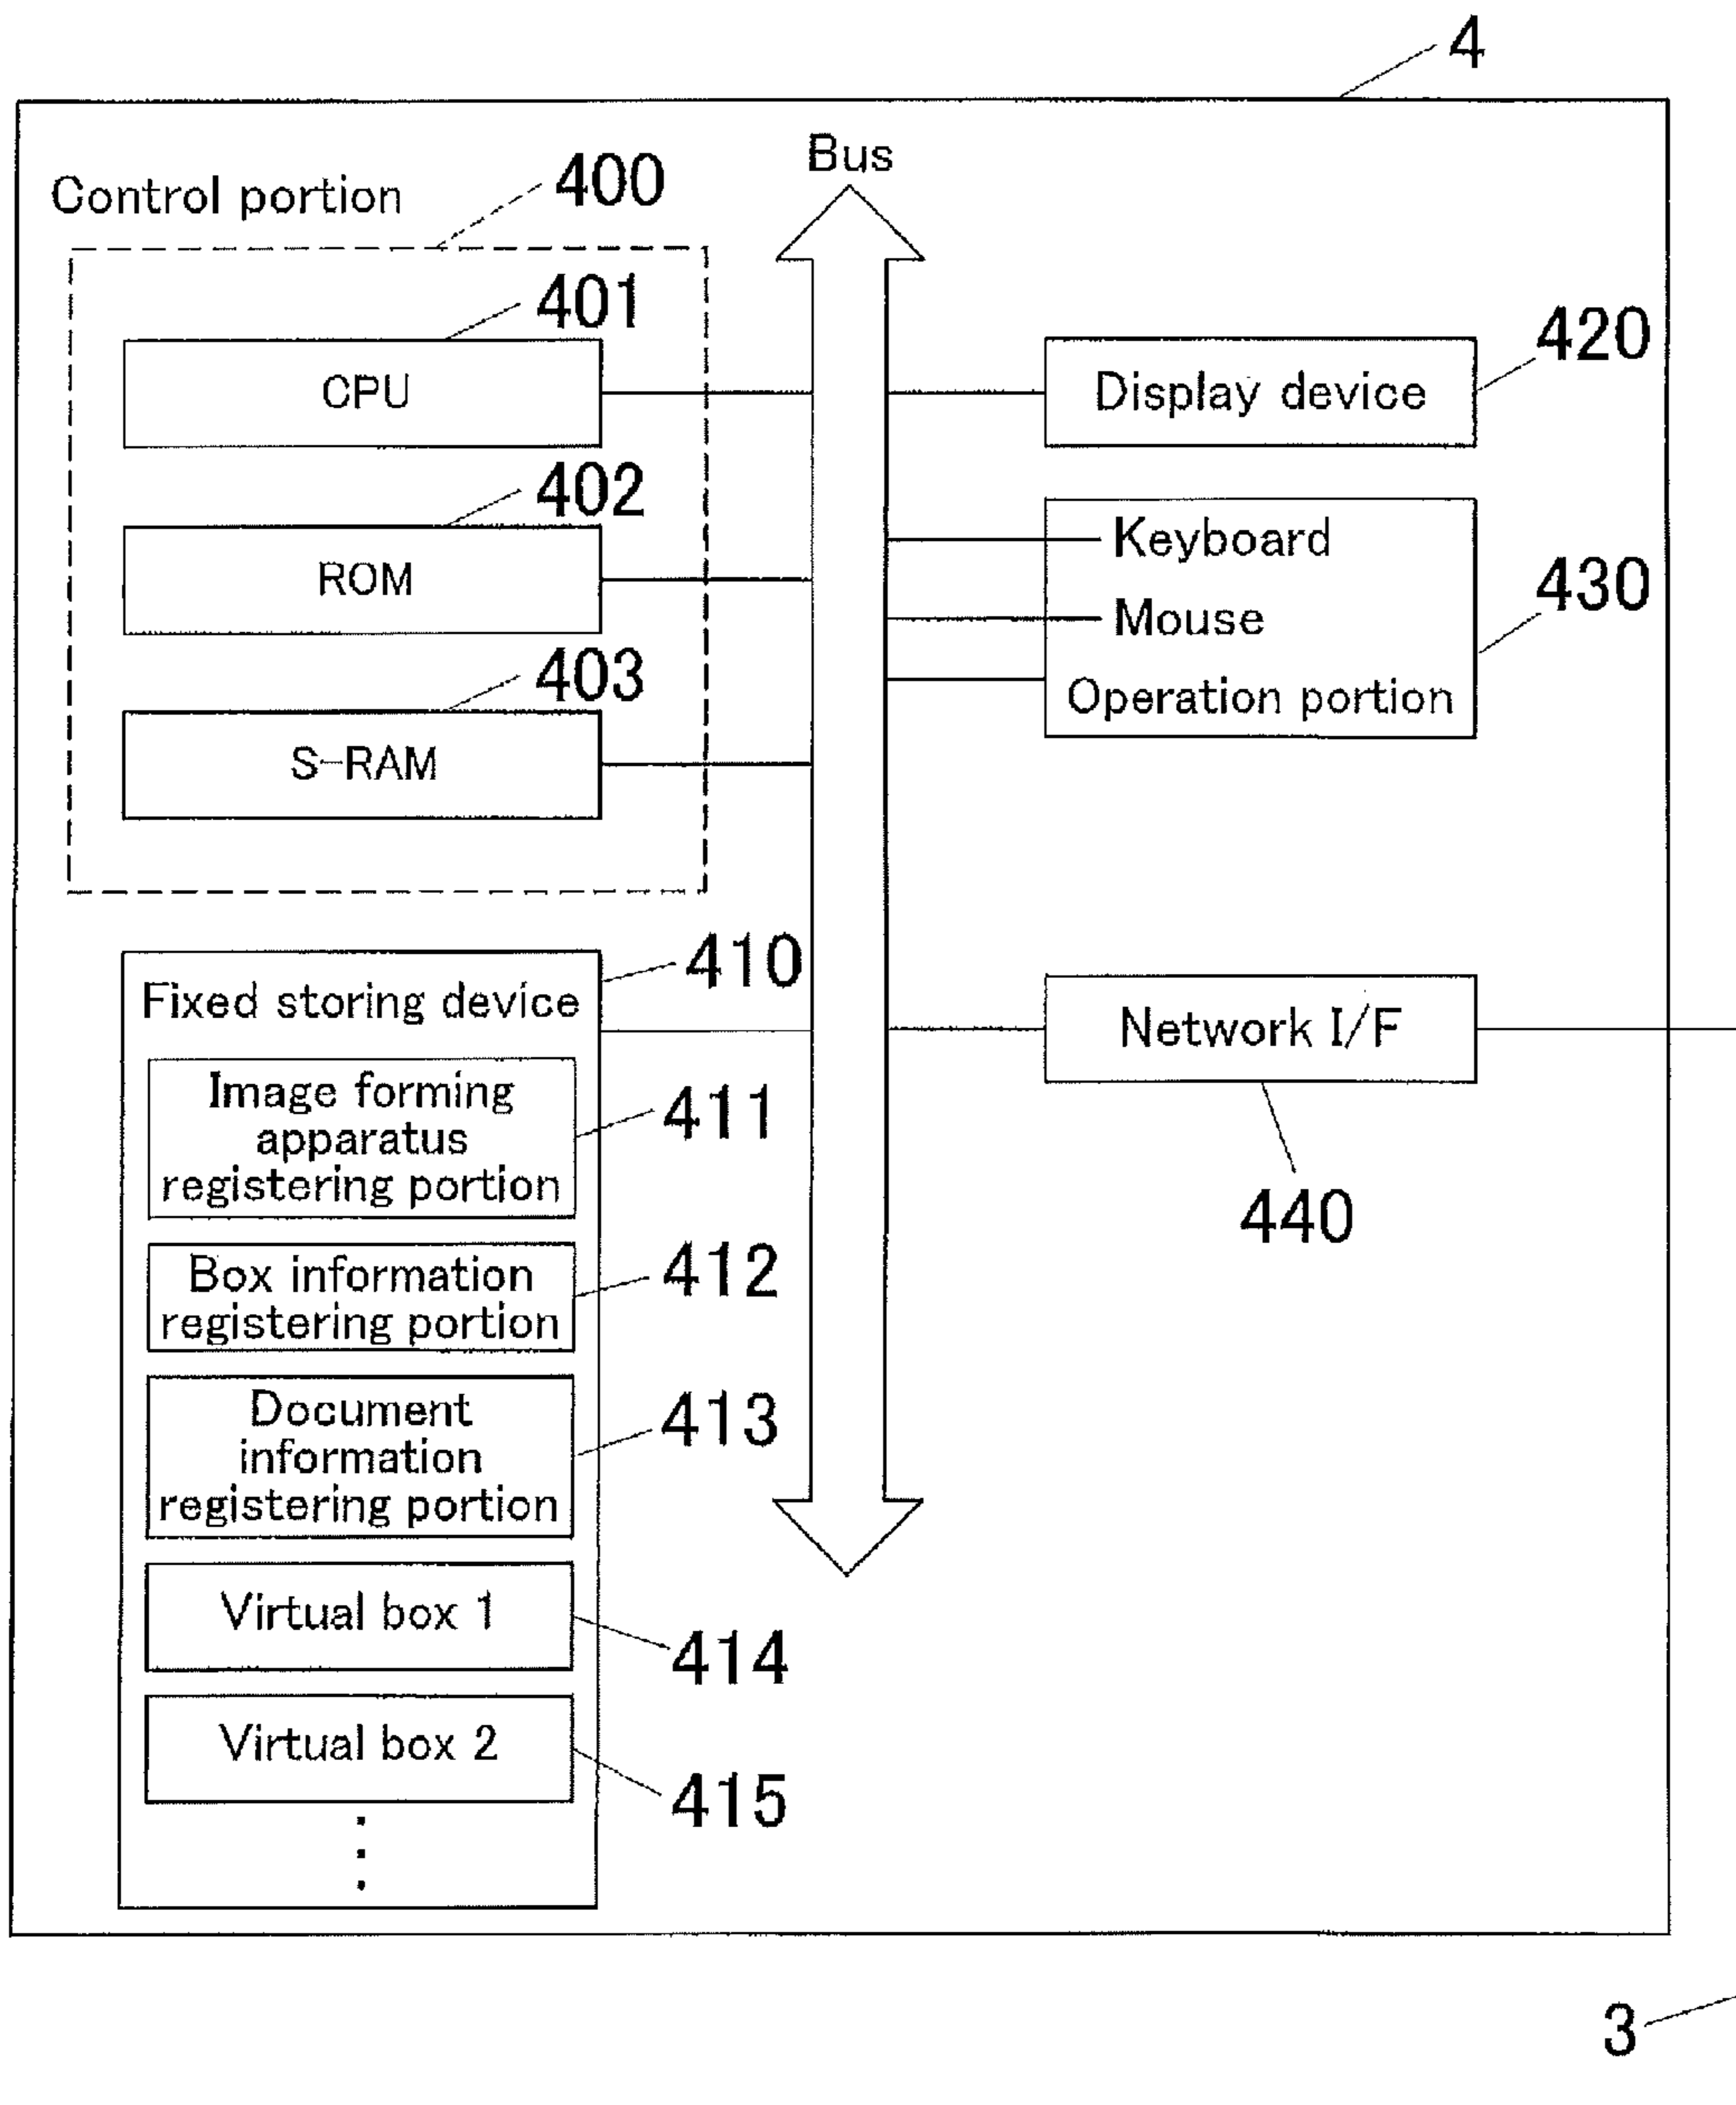 4
Bus
Control portion
400
401
CPU
402
ROM
403
S-RAM
420
Display device
Keyboard
Mouse
Operation portion
430
410
Fixed storing device
Image forming
apparatus
registering portion
411
Box information
registering portion
412
Document
information
registering portion
413
Virtual box 1
414
Virtual box 2
415
Network I/F
440
3